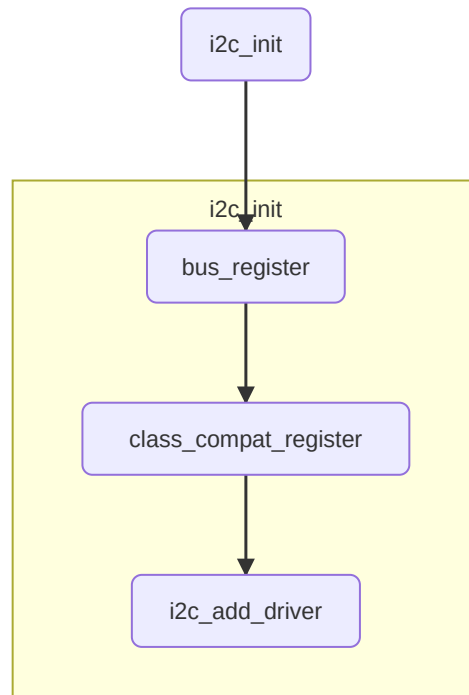 i2c_init
i2c_init
bus_register
class_compat_register
i2c_add_driver